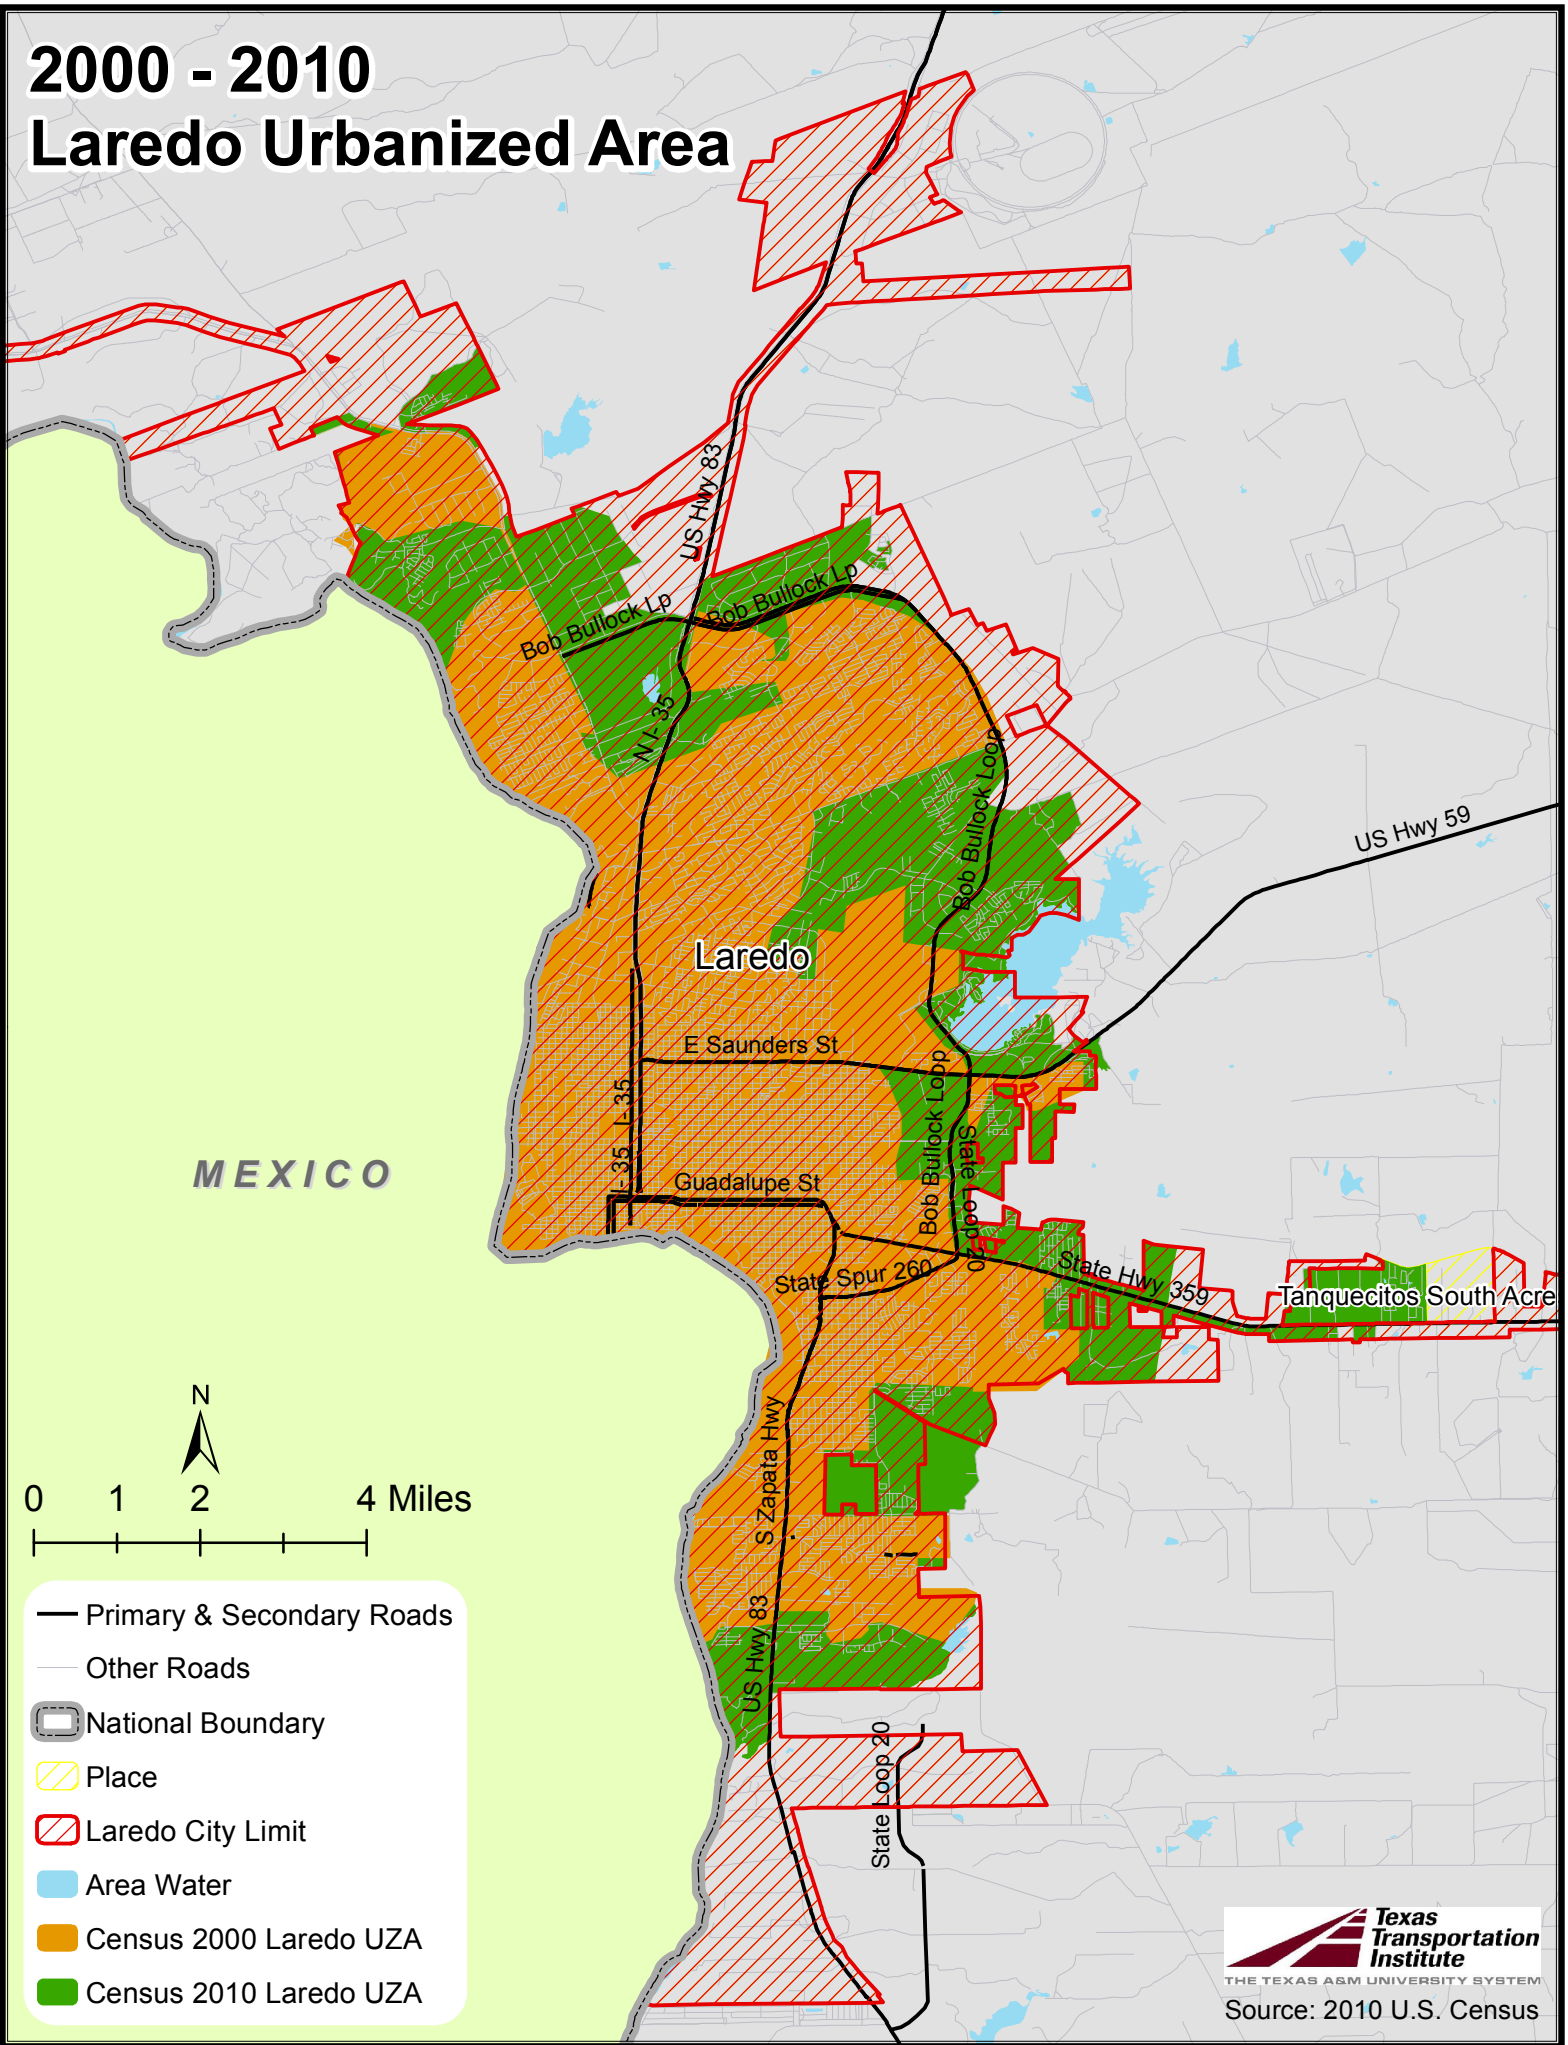 2000 - 2010
Laredo Urbanized Area
US Hwy 83
Bob Bullock Lp
Bob Bullock Lp
N I- 35
Bob Bullock Loop
US Hwy 59
Laredo
E Saunders St
I- 35
Bob Bullock Loop
State Loop 20
MEXICO
I- 35
Guadalupe St
State Spur 260
State Hwy 359
Tanquecitos South Acre
S Zapata Hwy
US Hwy 83
State Loop 20
N
0 1 2 4 Miles
Primary & Secondary Roads
Other Roads
National Boundary
Place
Laredo City Limit
Area Water
Census 2000 Laredo UZA
Census 2010 Laredo UZA
Texas
Transportation
Institute
THE TEXAS A&M UNIVERSITY SYSTEM
Source: 2010 U.S. Census